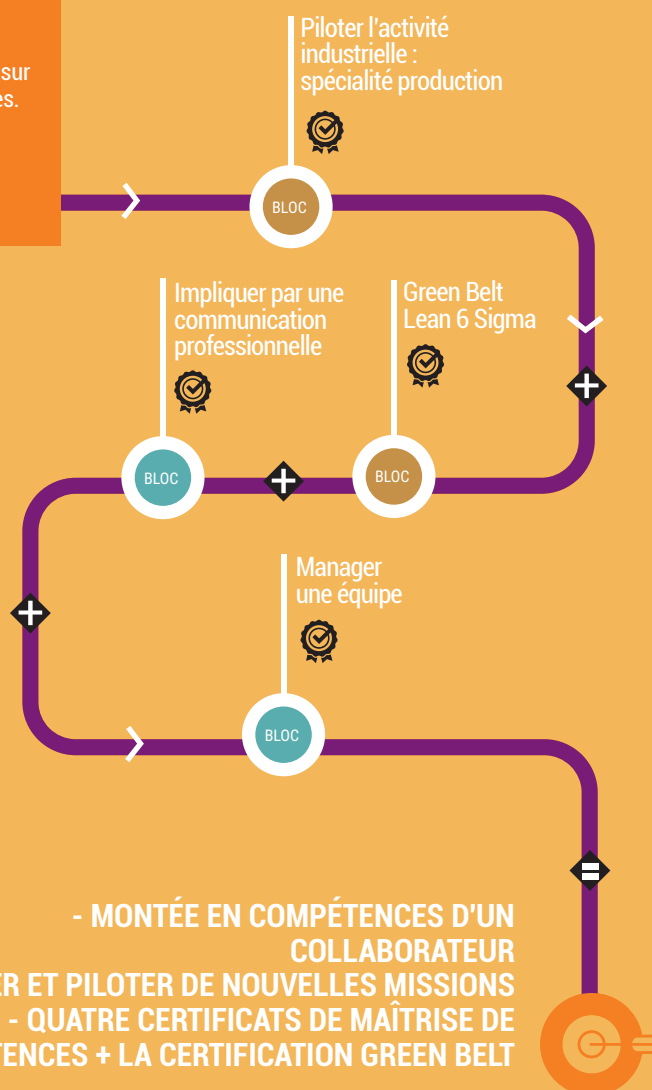 sur
es.
Piloter l'activité
industrielle :
spécialité production
BLOC
Impliquer par une
communication
professionnelle
Green Belt
Lean 6 Sigma
BLOC
BLOC
Manager
une équipe
BLOC
- MONTÉE EN COMPÉTENCES D'UN
COLLABORATEUR
ER ET PILOTER DE NOUVELLES MISSIONS
- QUATRE CERTIFICATS DE MAÎTRISE DE
TENCES + LA CERTIFICATION GREEN BELT